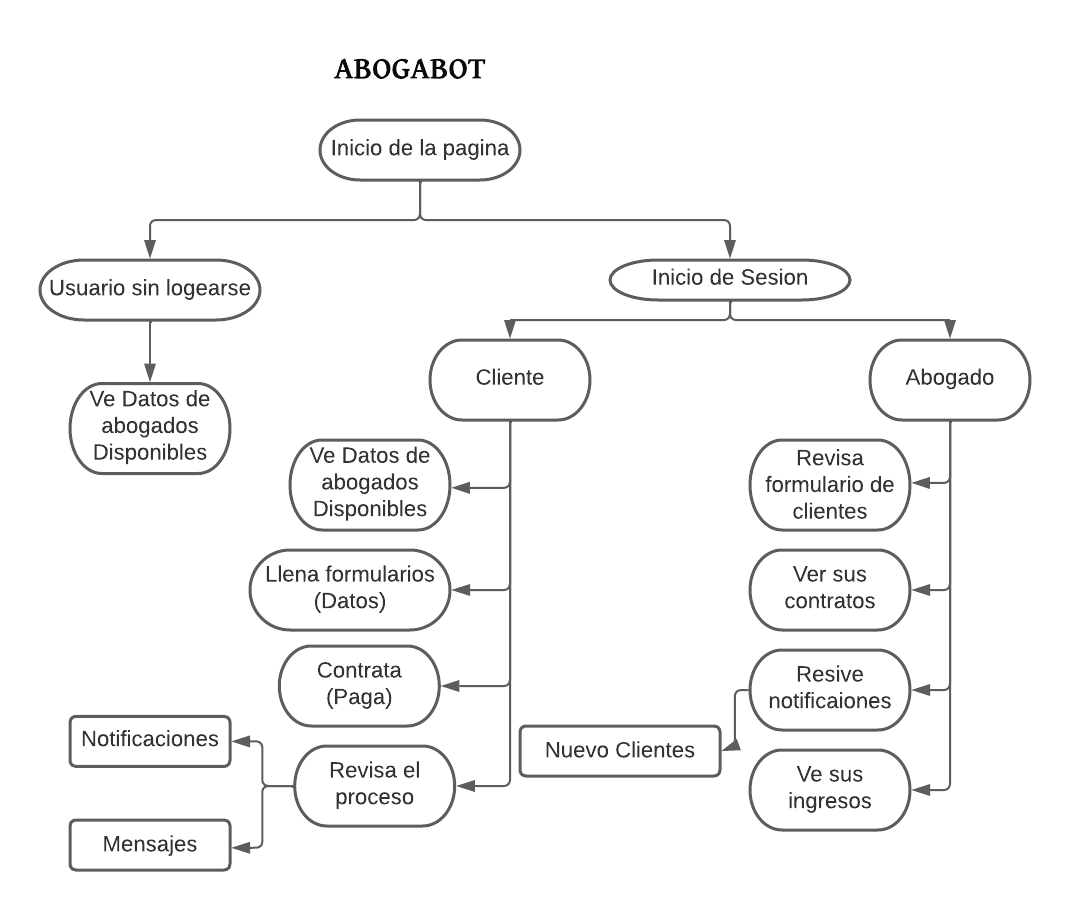 ABOGABOT
Inicio de la pagina
Usuario sin logearse
Inicio de Sesion
Ve Datos de
abogados
Disponibles
Cliente
Abogado
Ve Datos de
abogados
Disponibles
Llena formularios
(Datos)
Contrata
(Paga)
Revisa el
proceso
Notificaciones
Mensajes
Revisa
formulario de
clientes
Ver sus
contratos
Resive
notificaiones
Nuevo Clientes
Ve sus
ingresos